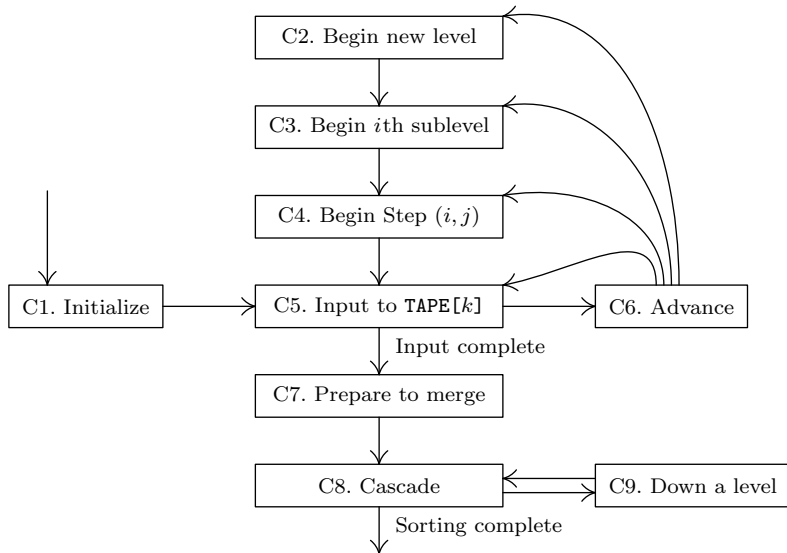 C2. Begin new level
C3. Begin ith sublevel
C4. Begin Step (i, j)
C1. Initialize
C5. Input to TAPE[k]
C6. Advance
Input complete
C7. Prepare to merge
C8. Cascade
C9. Down a level
Sorting complete